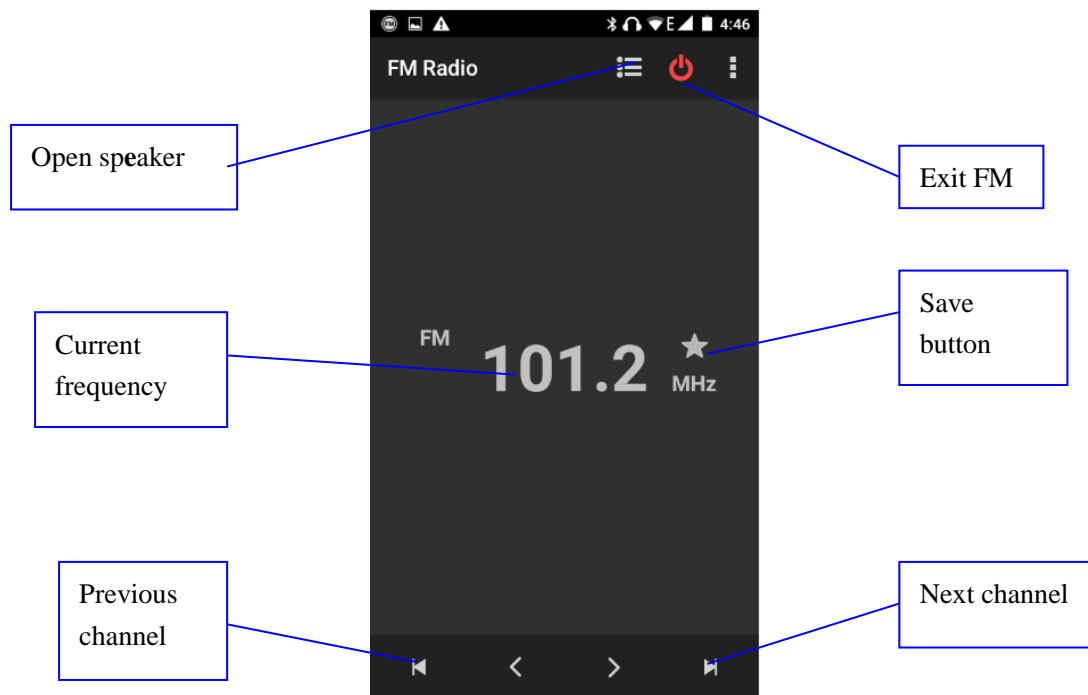 E 4:46
FM Radio
Open speaker
Exit FM
Save
button
FM
101.2
MHz
Current
frequency
Previous
channel
Next channel